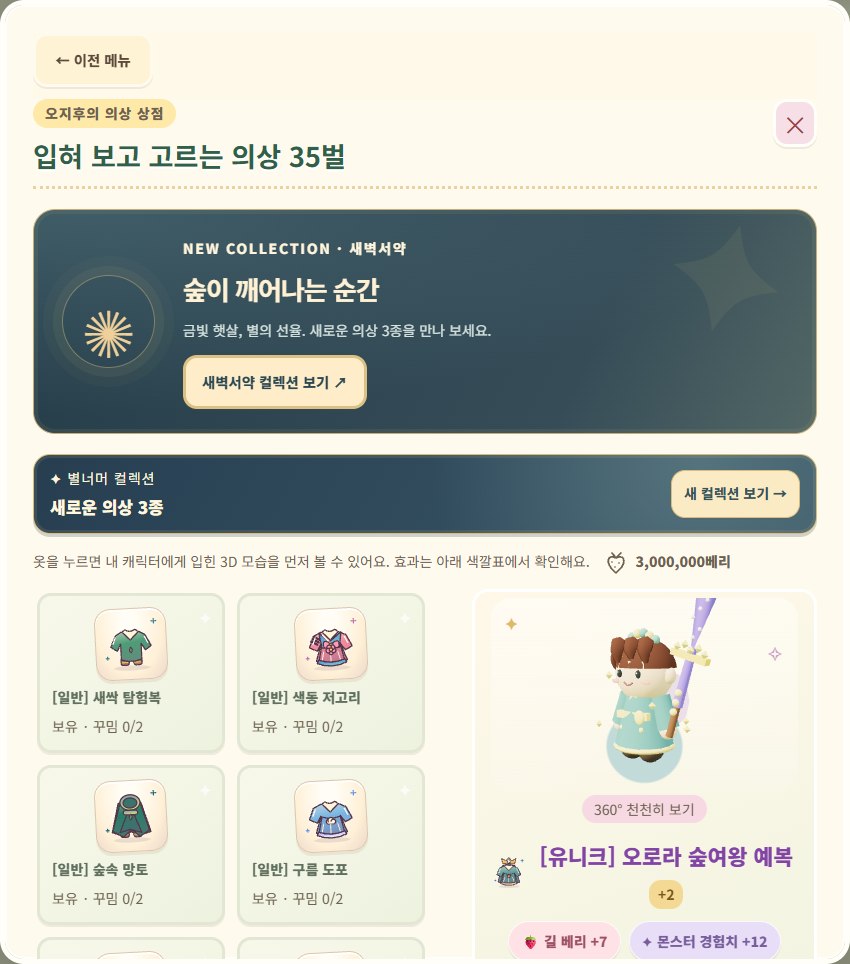 ← 이전 메뉴
오지후의 의상 상점
입혀 보고 고르는 의상 35벌
NEW COLLECTION · 새벽서약
숲이 깨어나는 순간
금빛 햇살, 별의 선율. 새로운 의상 3종을 만나 보세요.
새벽서약 컬렉션 보기 ↗
✦ 별너머 컬렉션
새로운 의상 3종
새 컬렉션 보기 →
옷을 누르면 내 캐릭터에게 입힌 3D 모습을 먼저 볼 수 있어요. 효과는 아래 색깔표에서 확인해요.
3,000,000베리
[일반] 새싹 탐험복
보유 · 꾸밈 0/2
[일반] 색동 저고리
보유 · 꾸밈 0/2
[일반] 숲속 망토
보유 · 꾸밈 0/2
[일반] 구름 도포
보유 · 꾸밈 0/2
360° 천천히 보기
[유니크] 오로라 숲여왕 예복
+2
길 베리 +7
✦ 몬스터 경험치 +12